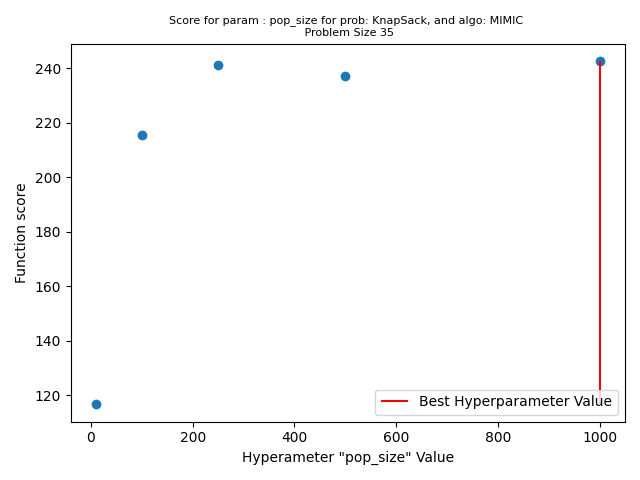 Score for param : pop_size for prob: KnapSack, and algo: MIMIC
Problem Size 35
240
220
200
180
160
140
120
Function score
0
200
400
600
800
1000
Hyperameter "pop_size" Value
Best Hyperparameter Value